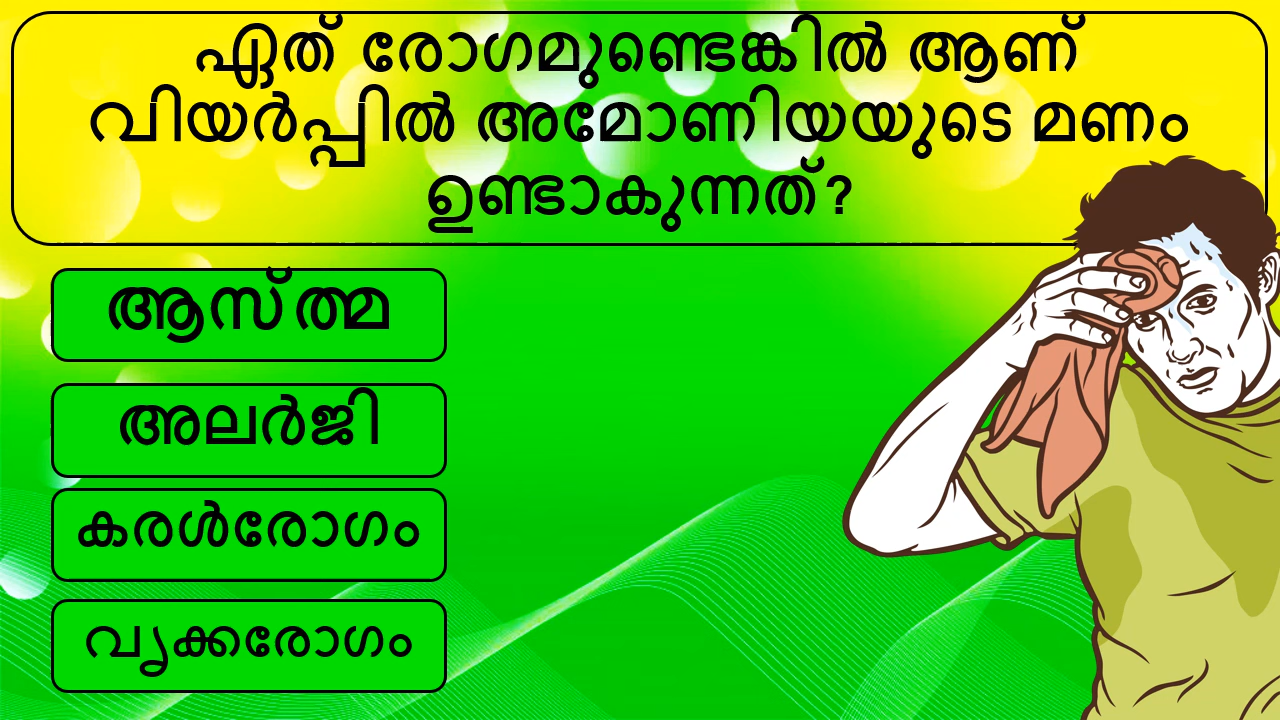 ഏത് രോഗമുണ്ടെങ്കിൽ ആണ്
വിയർപ്പിൽ അമോണിയയുടെ മണം
ഉണ്ടാകുന്നത്?
ആസ്ത്മ
അലർജി
കരൾരോഗം
വൃക്കരോഗം